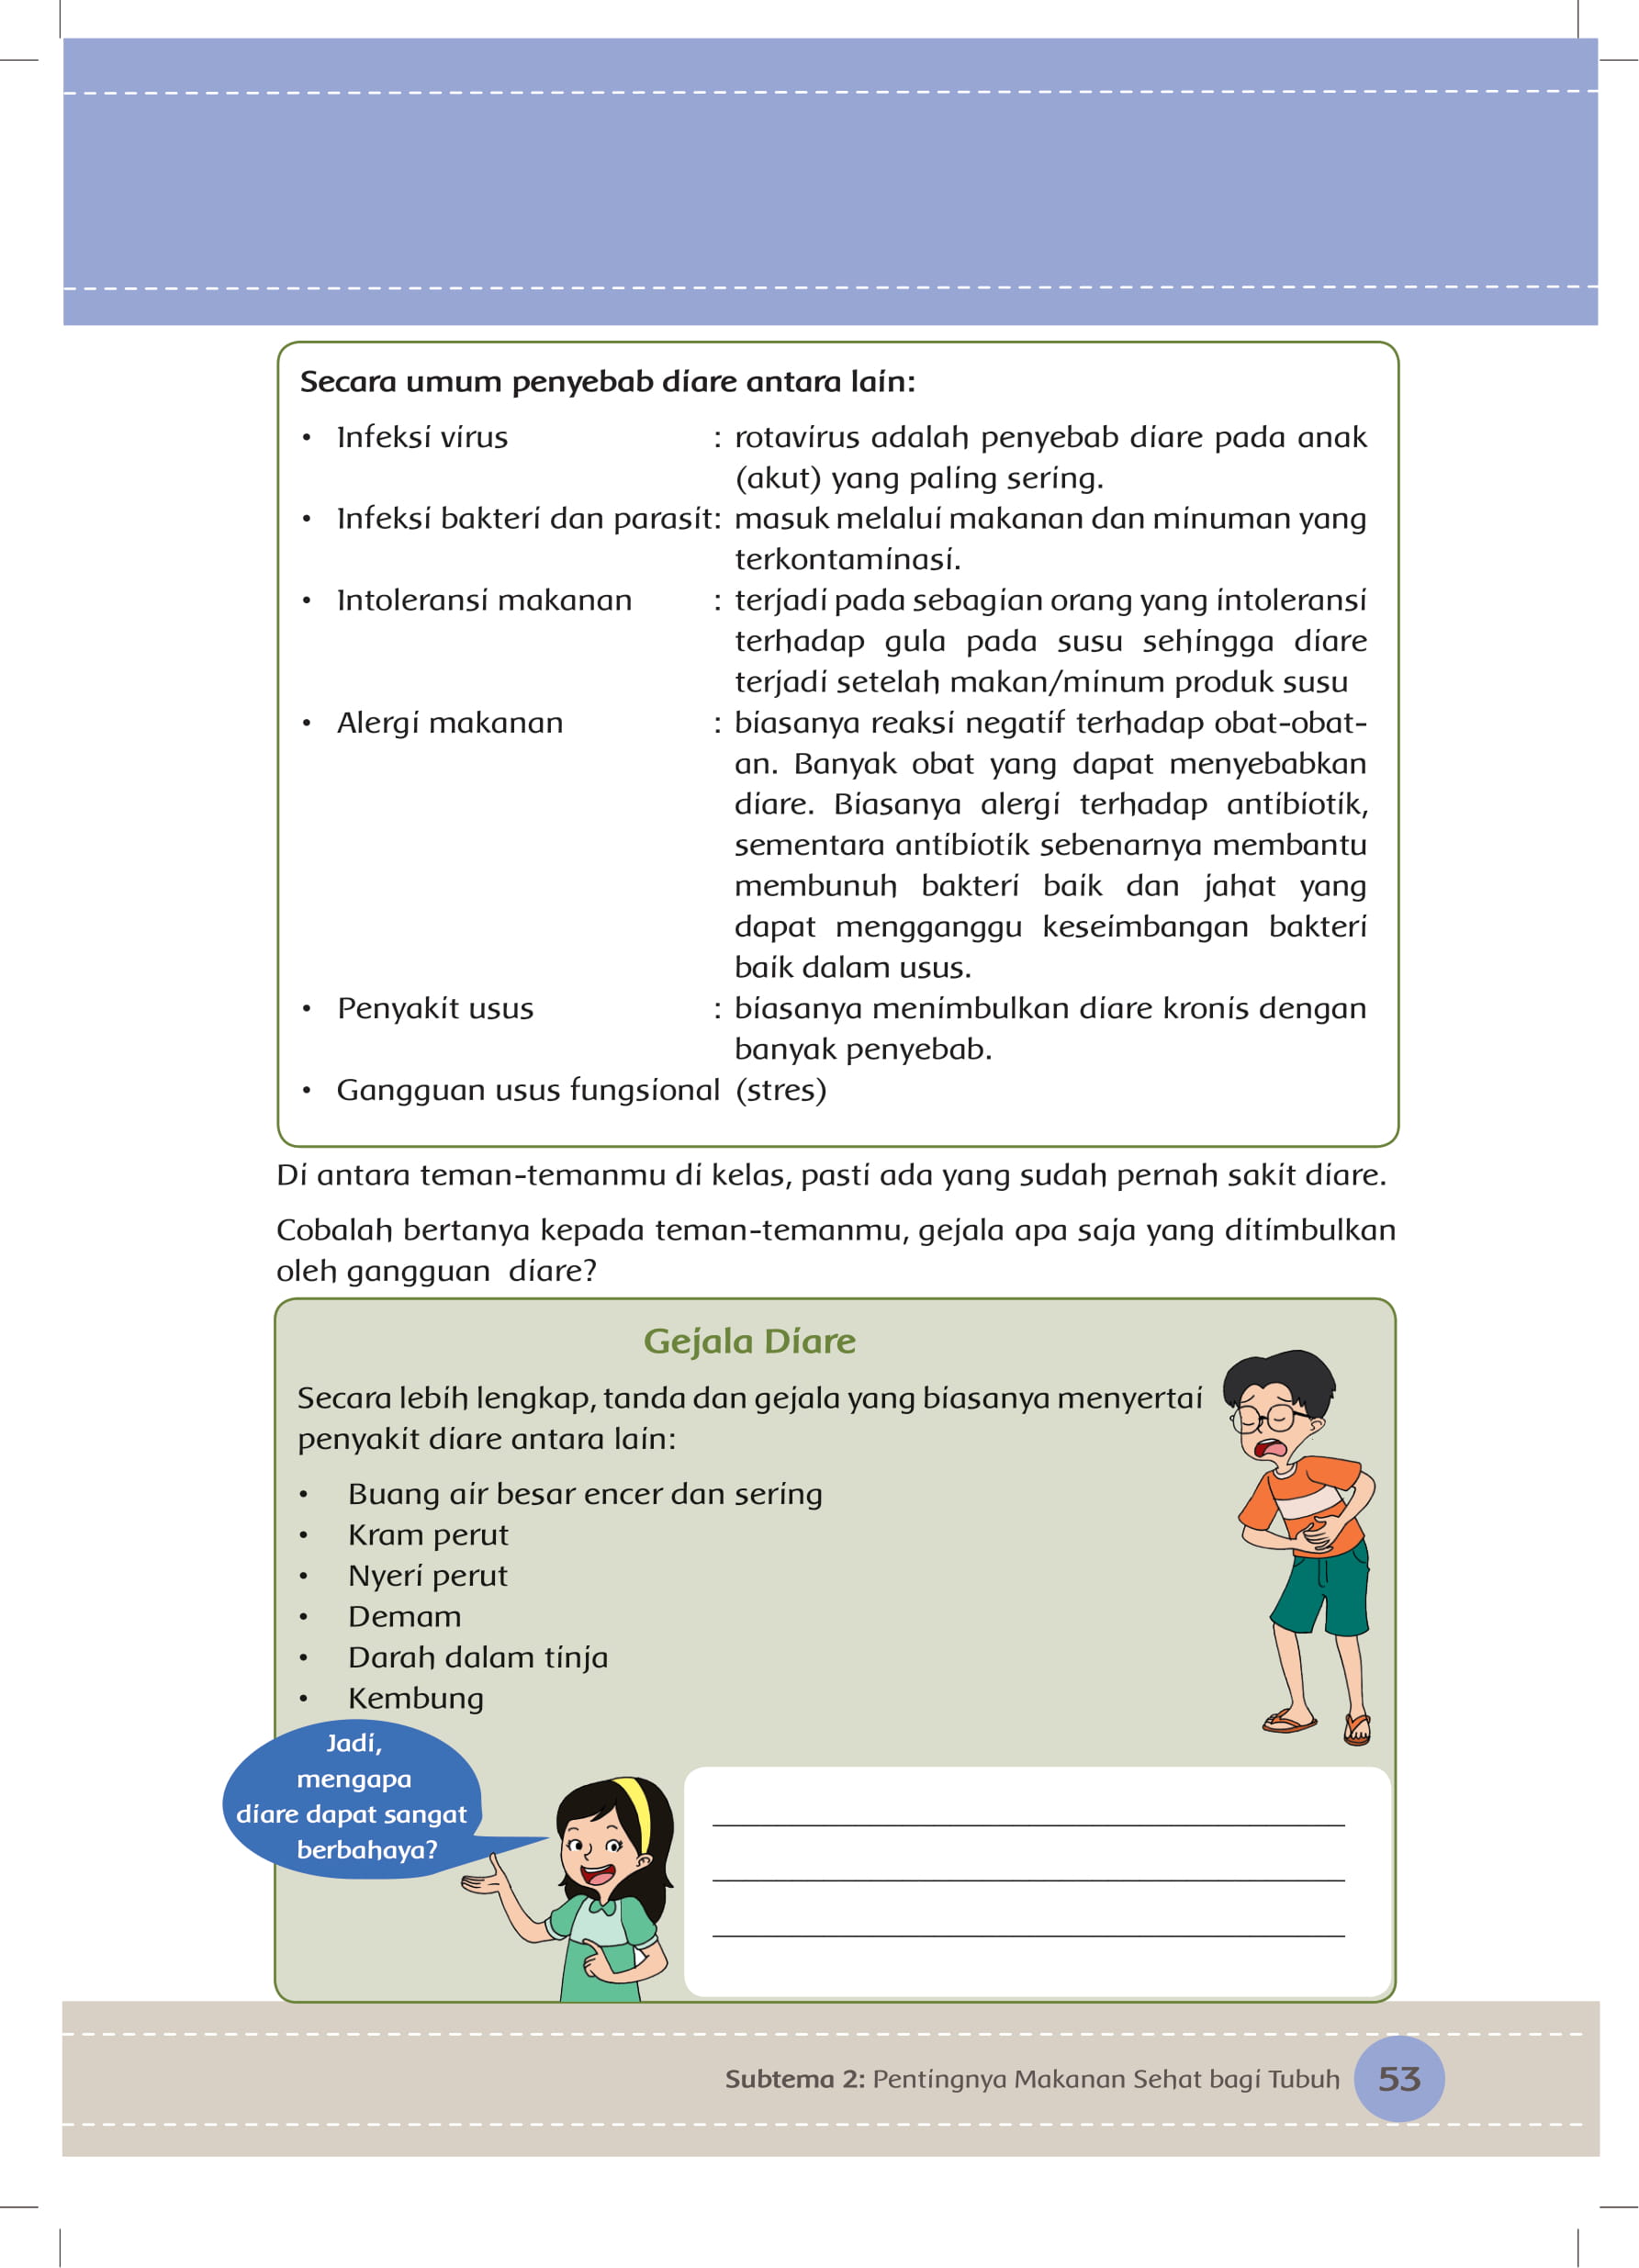 Secara umum penyebab diare antara lain:
• Infeksi virus : rotavirus adalah penyebab diare pada anak
(akut) yang paling sering.
• Infeksi bakteri dan parasit: masuk melalui makanan dan minuman yang
terkontaminasi.
• Intoleransi makanan : terjadi pada sebagian orang yang intoleransi
terhadap gula pada susu sehingga diare
terjadi setelah makan/minum produk susu
• Alergi makanan : biasanya reaksi negatif terhadap obat-obat-
an. Banyak obat yang dapat menyebabkan
diare. Biasanya alergi terhadap antibiotik,
sementara antibiotik sebenarnya membantu
membunuh bakteri baik dan jahat yang
dapat mengganggu keseimbangan bakteri
baik dalam usus.
• Penyakit usus : biasanya menimbulkan diare kronis dengan
banyak penyebab.
• Gangguan usus fungsional (stres)
Di antara teman-temanmu di kelas, pasti ada yang sudah pernah sakit diare.
Cobalah bertanya kepada teman-temanmu, gejala apa saja yang ditimbulkan
oleh gangguan diare?
Gejala Diare
Secara lebih lengkap, tanda dan gejala yang biasanya menyertai
penyakit diare antara lain:
• Buang air besar encer dan sering
• Kram perut
• Nyeri perut
• Demam
• Darah dalam tinja
• Kembung
Jadi,
mengapa
diare dapat sangat
berbahaya?
Subtema 2: Pentingnya Makanan Sehat bagi Tubuh 53